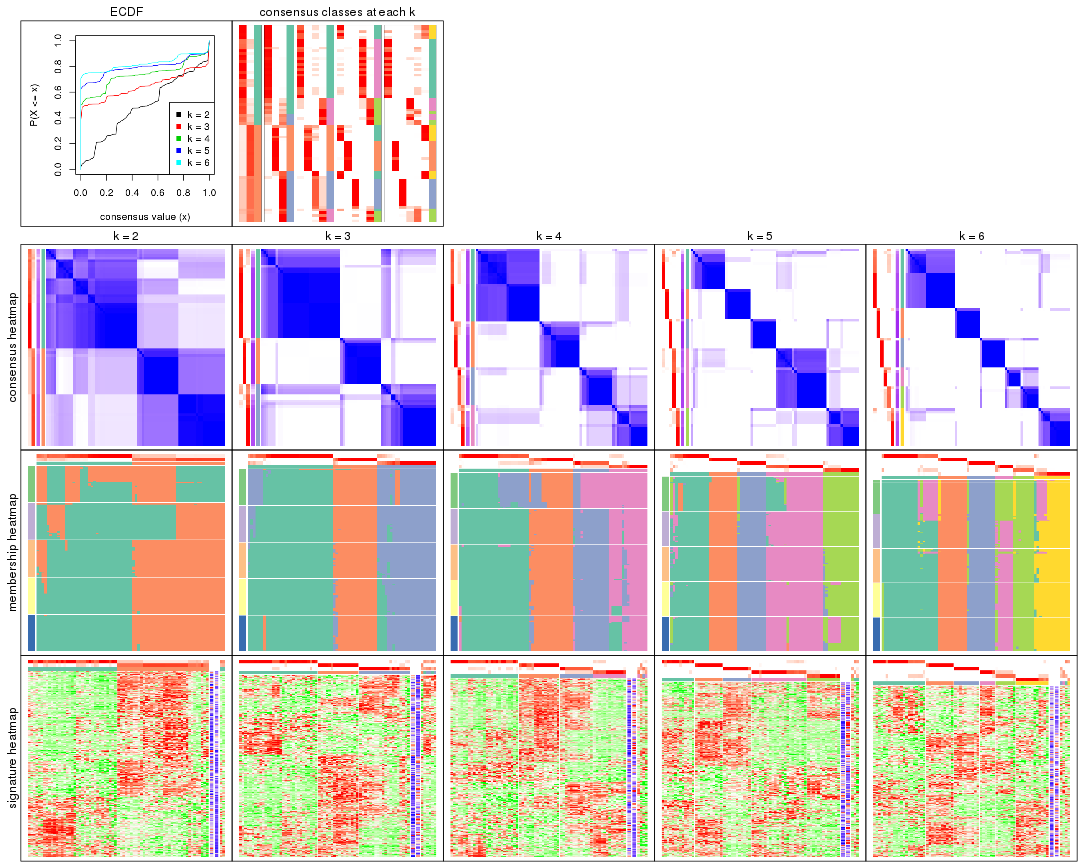 ECDF
consensus classes at each k
P(X <= x)
0.0
0.2
0.4
0.6
0.8
1.0
k = 2
k = 3
k = 4
k = 5
k = 6
0.0 0.2 0.4 0.6 0.8 1.0
consensus value (x)
k = 2
k = 3
k = 4
k = 5
k = 6
consensus heatmap
membership heatmap
signature heatmap